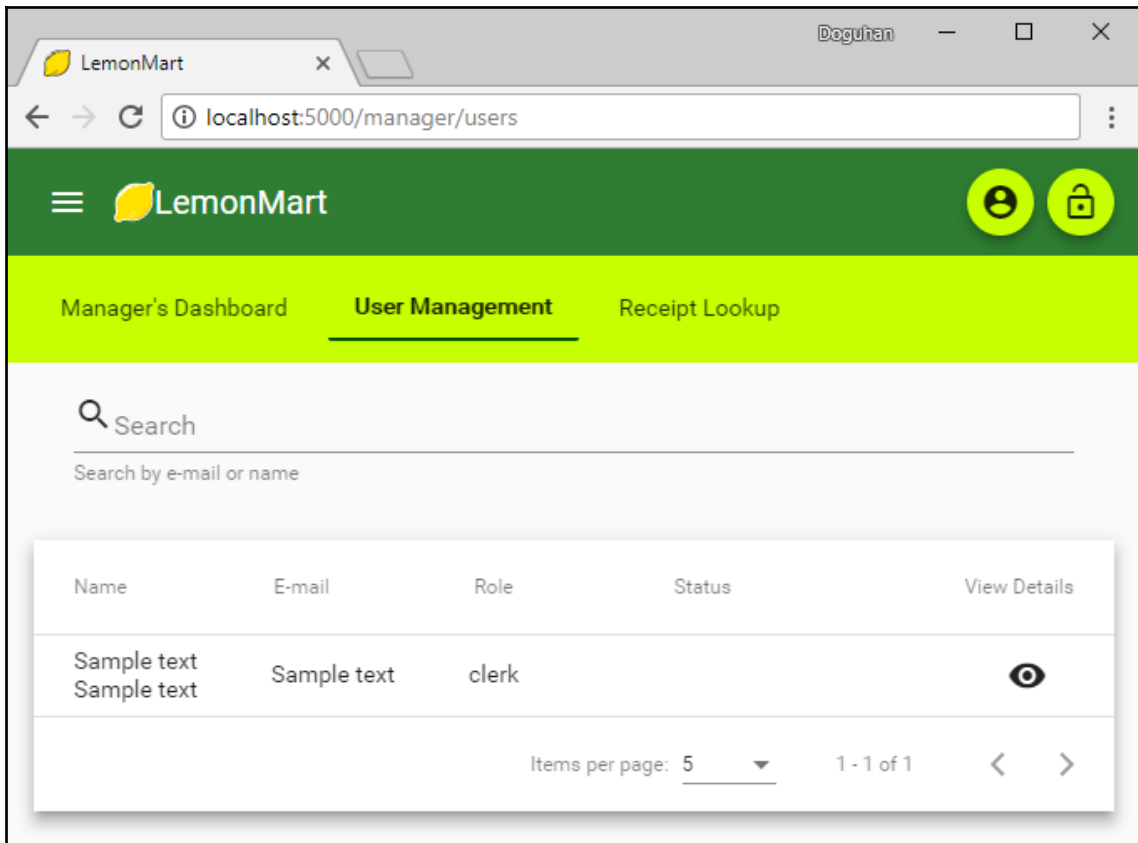 Doguhan
LemonMart
localhost:5000/manager/users
LemonMart
Manager's Dashboard User Management Receipt Lookup
Search
Search by e-mail or name
Name E-mail Role Status View Details
Sample text
Sample text Sample text clerk
Items per page: 5 1 - 1 of 1